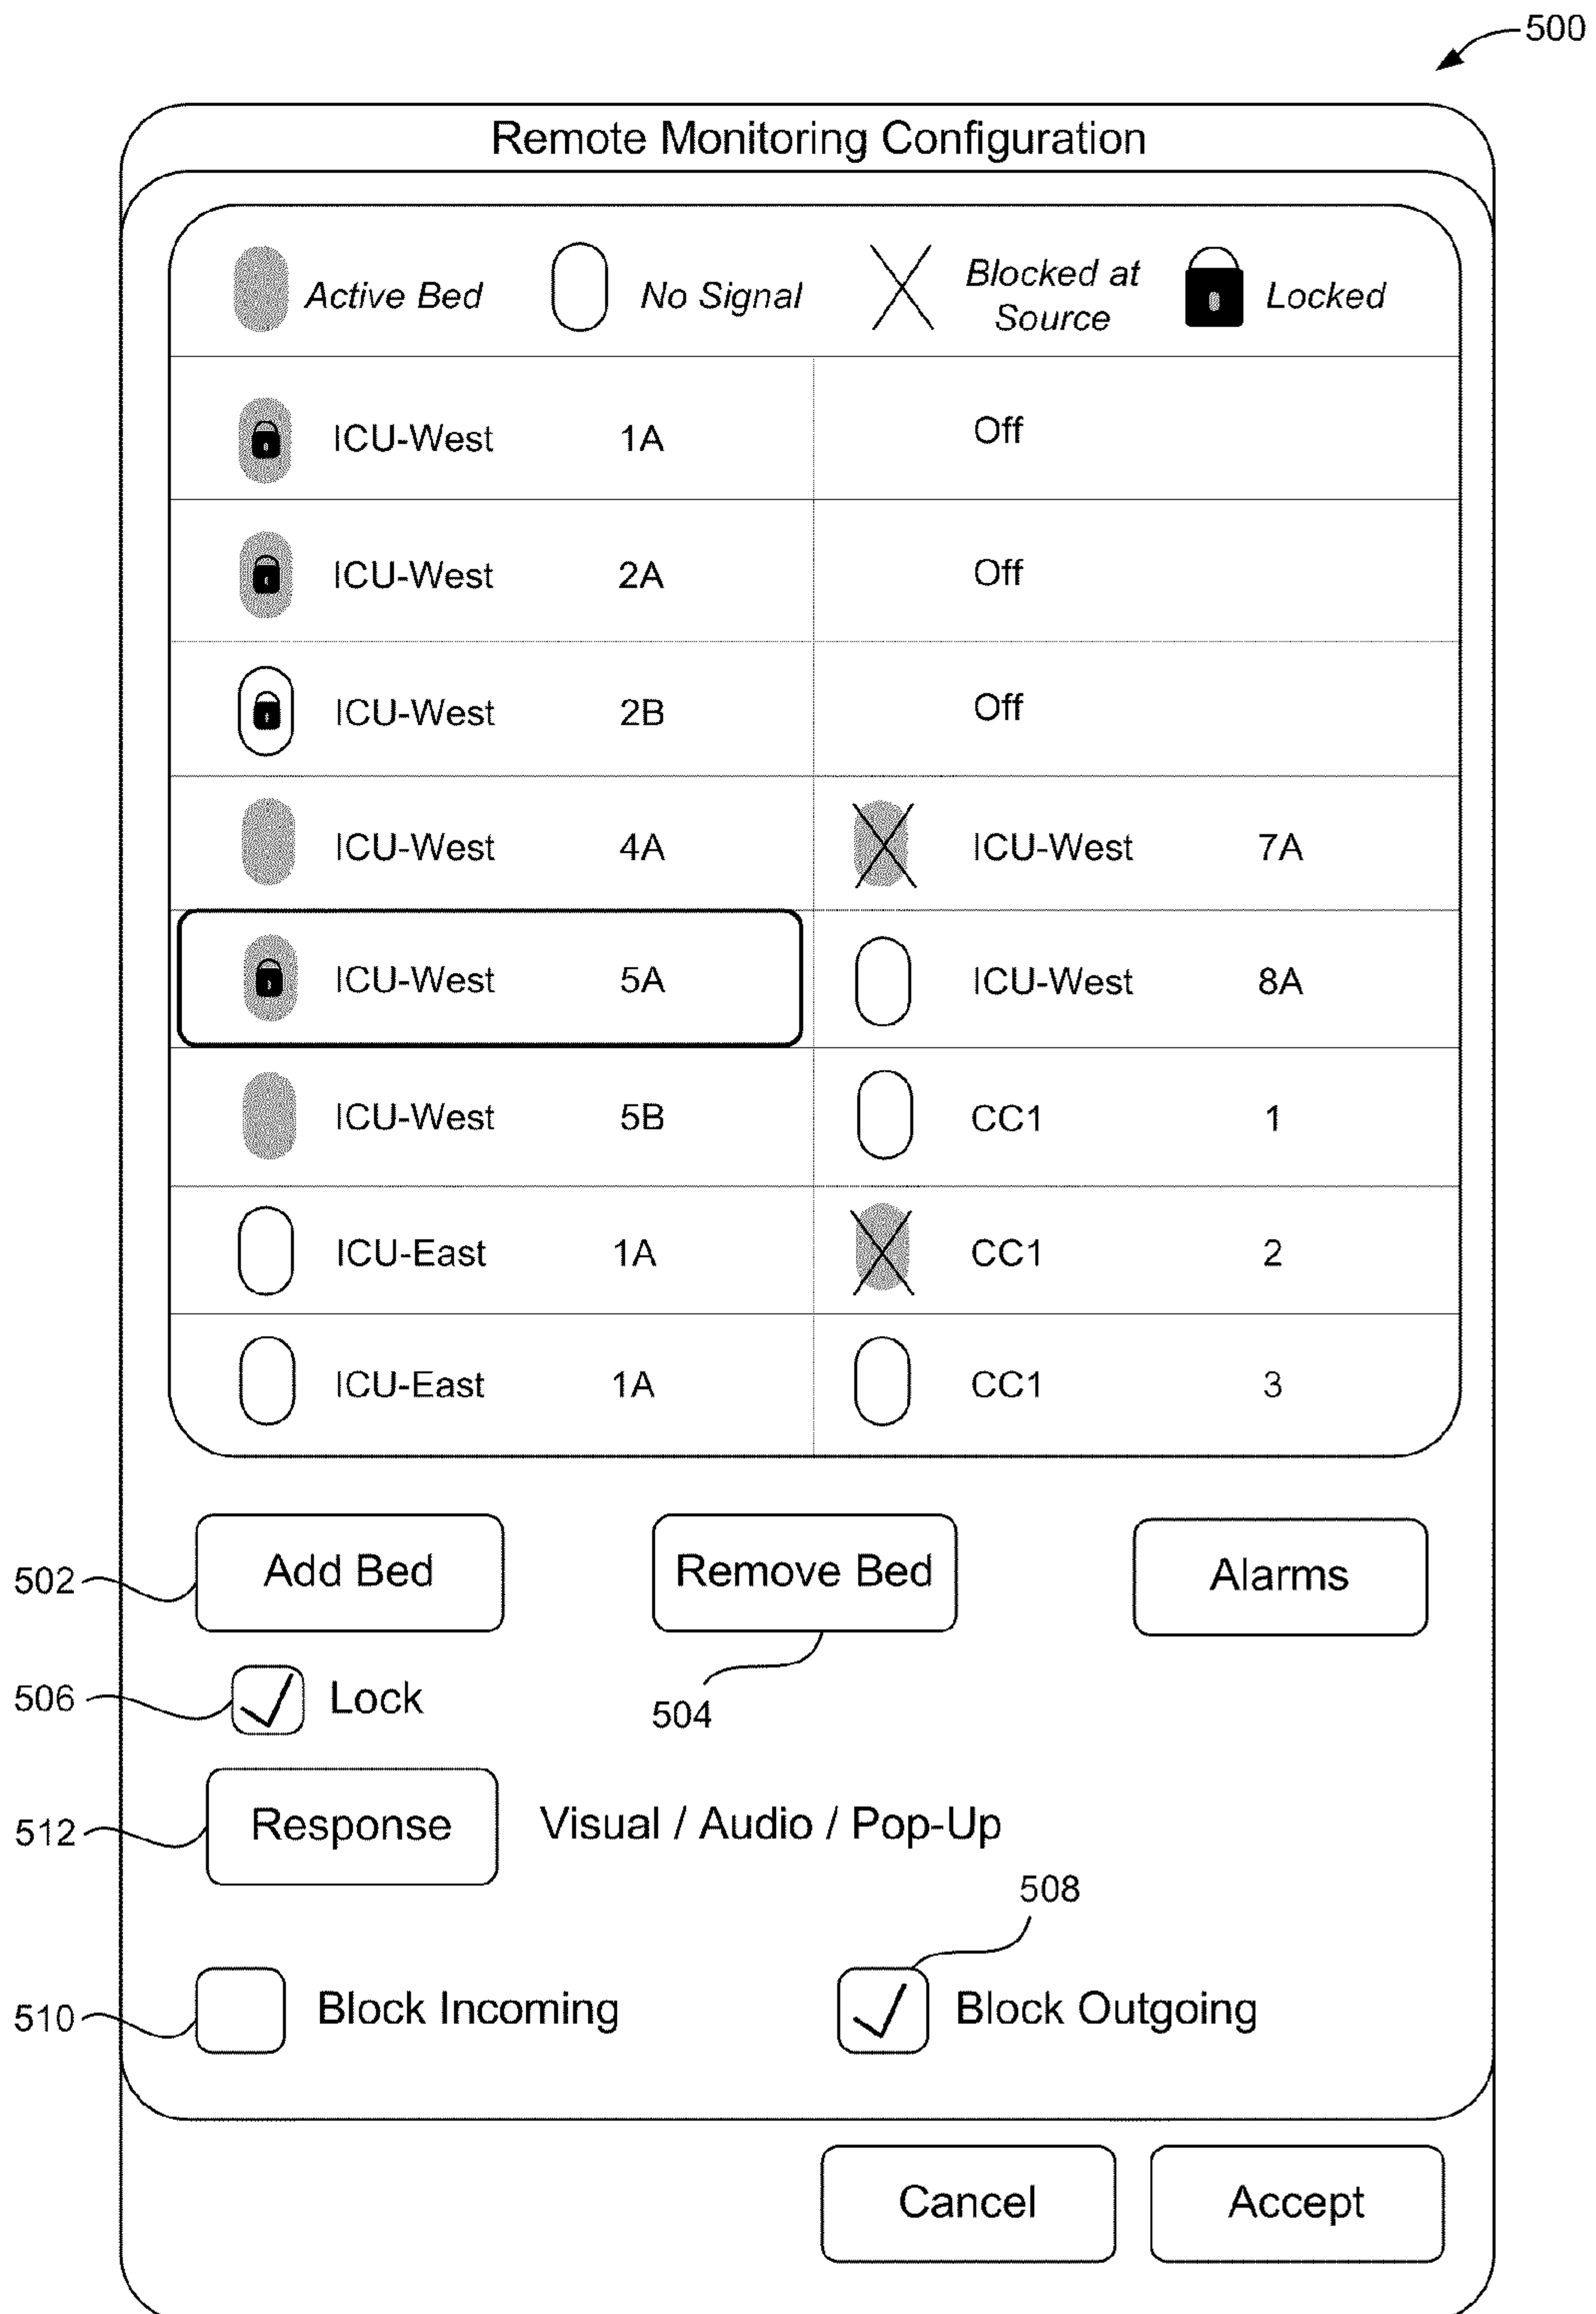 500
Remote Monitoring Configuration
Active Bed No Signal Blocked at Source Locked
ICU-West 1A Off
ICU-West 2A Off
ICU-West 2B Off
ICU-West 4A ICU-West 7A
ICU-West 5A ICU-West 8A
ICU-West 5B CC1 1
ICU-East 1A CC1 2
ICU-East 1A CC1 3
502 Add Bed Remove Bed Alarms
506 Lock 504
512 Response Visual / Audio / Pop-Up
508
510 Block Incoming Block Outgoing
Cancel Accept